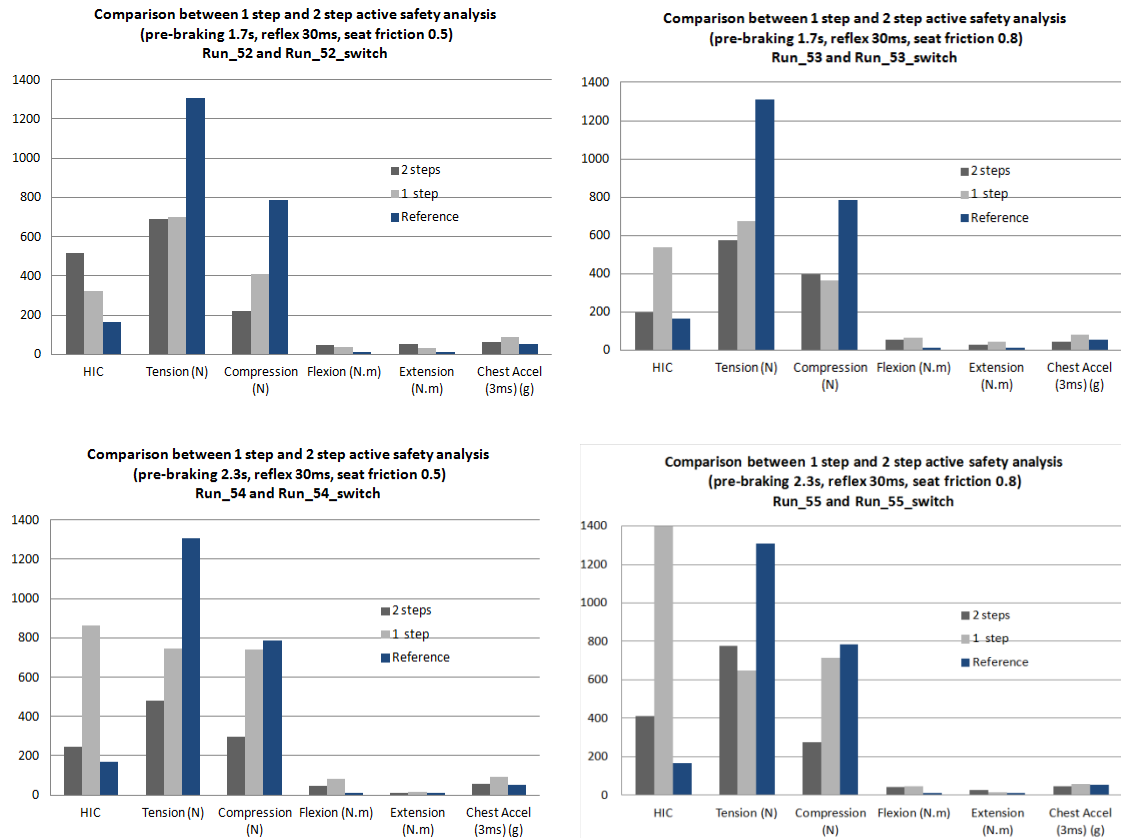 Comparison between 1 step and 2 step active safety analysis
(pre-braking 1.7s, reflex 30ms, seat friction 0.5)
Run_52 and Run_52_switch
1400
1200
1000
800
600
400
200
0
2 steps
1 step
Reference
HIC Tension (N) Compression (N) Flexion (N.m) Extension (N.m) Chest Accel (3ms) (g)
Comparison between 1 step and 2 step active safety analysis
(pre-braking 1.7s, reflex 30ms, seat friction 0.8)
Run_53 and Run_53_switch
1400
1200
1000
800
600
400
200
0
2 steps
1 step
Reference
HIC Tension (N) Compression (N) Flexion (N.m) Extension (N.m) Chest Accel (3ms) (g)
Comparison between 1 step and 2 step active safety analysis
(pre-braking 2.3s, reflex 30ms, seat friction 0.5)
Run_54 and Run_54_switch
1400
1200
1000
800
600
400
200
0
2 steps
1 step
Reference
HIC Tension (N) Compression (N) Flexion (N.m) Extension (N.m) Chest Accel (3ms) (g)
Comparison between 1 step and 2 step active safety analysis
(pre-braking 2.3s, reflex 30ms, seat friction 0.8)
Run_55 and Run_55_switch
1400
1200
1000
800
600
400
200
0
2 steps
1 step
Reference
HIC Tension (N) Compression (N) Flexion (N.m) Extension (N.m) Chest Accel (3ms) (g)